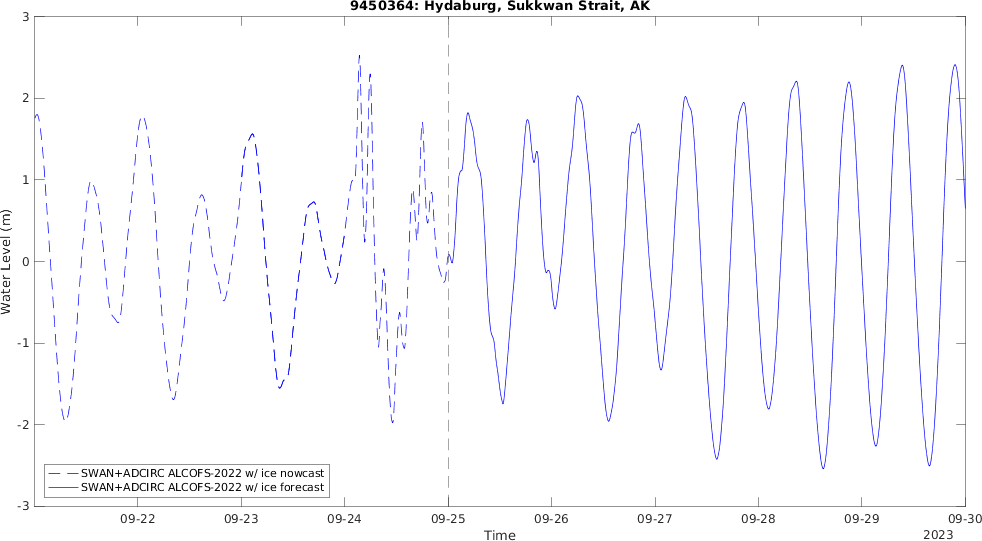 9450364: Hydaburg, Sukkwan Strait, AK
3
2
1
0
-1
-2
-3
Water Level (m)
SWAN+ADCIRC ALCOFS-2022 w/ ice nowcast
SWAN+ADCIRC ALCOFS-2022 w/ ice forecast
09-22 09-23 09-24 09-25 09-26 09-27 09-28 09-29 09-30
Time
2023